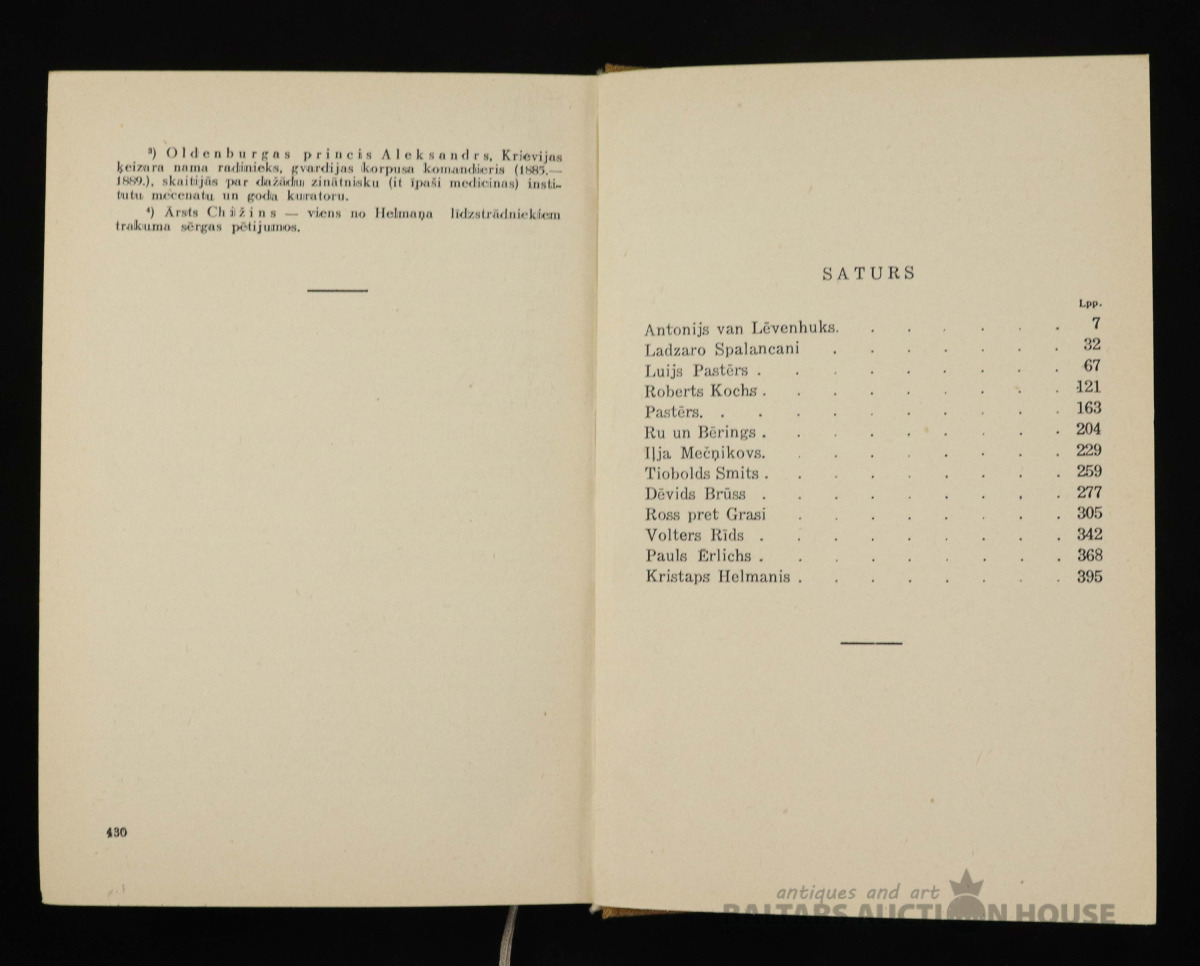 ³) Oldenburgas princis Aleksandrs, Krievijas
ķeizara nama radinieks, gvardijas korpusa komandieris (1885.—
1889.), skaitījās par dažādu zinātnisku (it īpaši medicinas) insti-
tutu mecenatu un goda kuratoru.
⁴) Ārsts Chižins — viens no Helmaņa līdzstrādniekiem
trakuma sērgas pētijumos.
430
SATURS
Lpp.
Antonijs van Lēvenhuks. . . . . . . 7
Ladzaro Spalancani . . . . . . . 32
Luijs Pastērs . . . . . . . . . 67
Roberts Kochs . . . . . . . . . 121
Pastērs. . . . . . . . . . . 163
Ru un Bērings . . . . . . . . . 204
Iļja Mečņikovs. . . . . . . . . 229
Tiobolds Smits . . . . . . . . . 259
Dēvids Brūss . . . . . . . . . 277
Ross pret Grasi . . . . . . . . 305
Volters Rīds . . . . . . . . . 342
Pauls Ērlichs . . . . . . . . . 368
Kristaps Helmanis . . . . . . . . 395
antiques and art
BALTARS AUCTION HOUSE